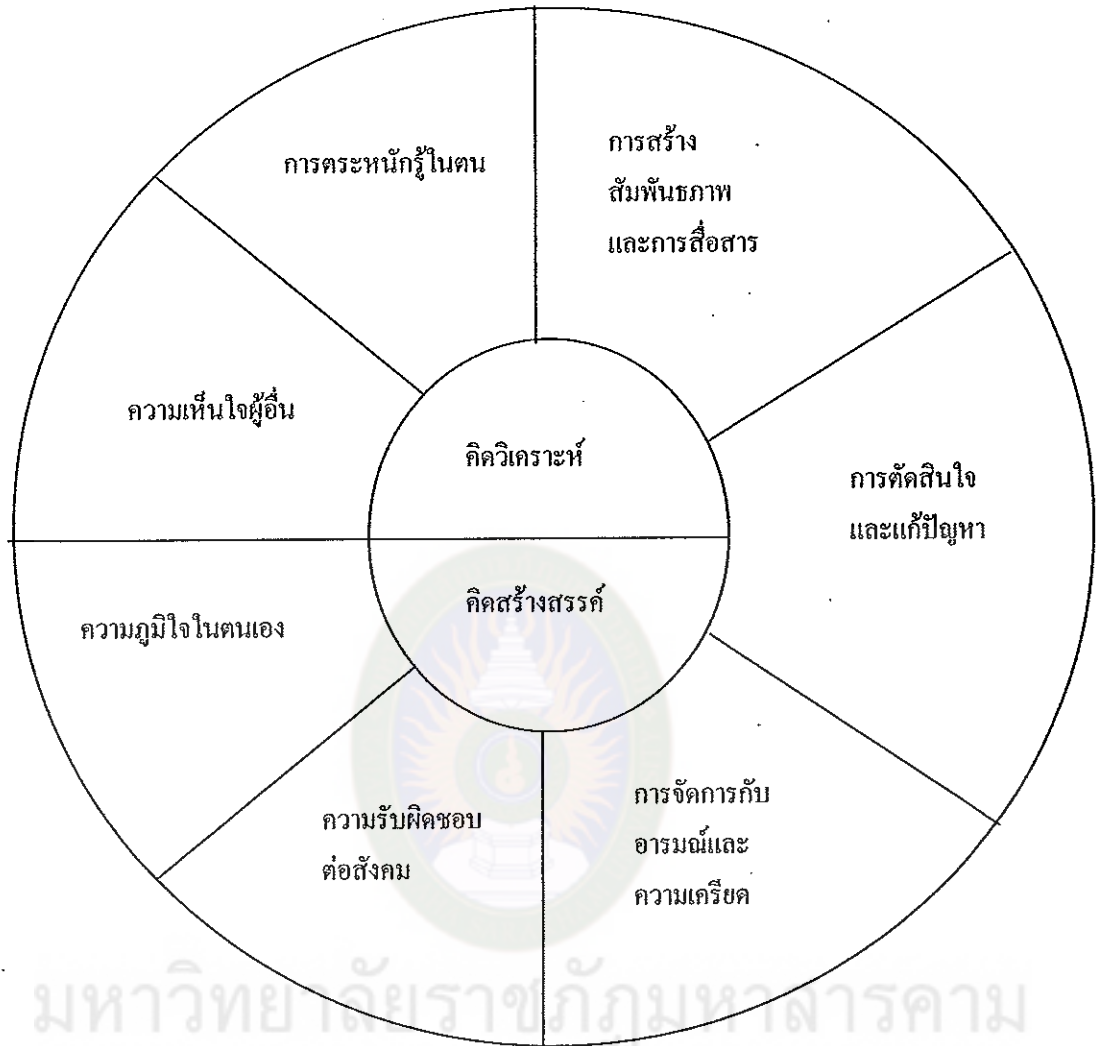 การตระหนักรู้ในตน
การสร้าง
สัมพันธภาพ
และการสื่อสาร
ความเห็นใจผู้อื่น
คิดวิเคราะห์
การตัดสินใจ
และแก้ปัญหา
คิดสร้างสรรค์
ความภูมิใจในตนเอง
ความรับผิดชอบ
ต่อสังคม
การจัดการกับ
อารมณ์และ
ความเครียด
มหาวิทยาลัยราชภัฏมหาสารคาม